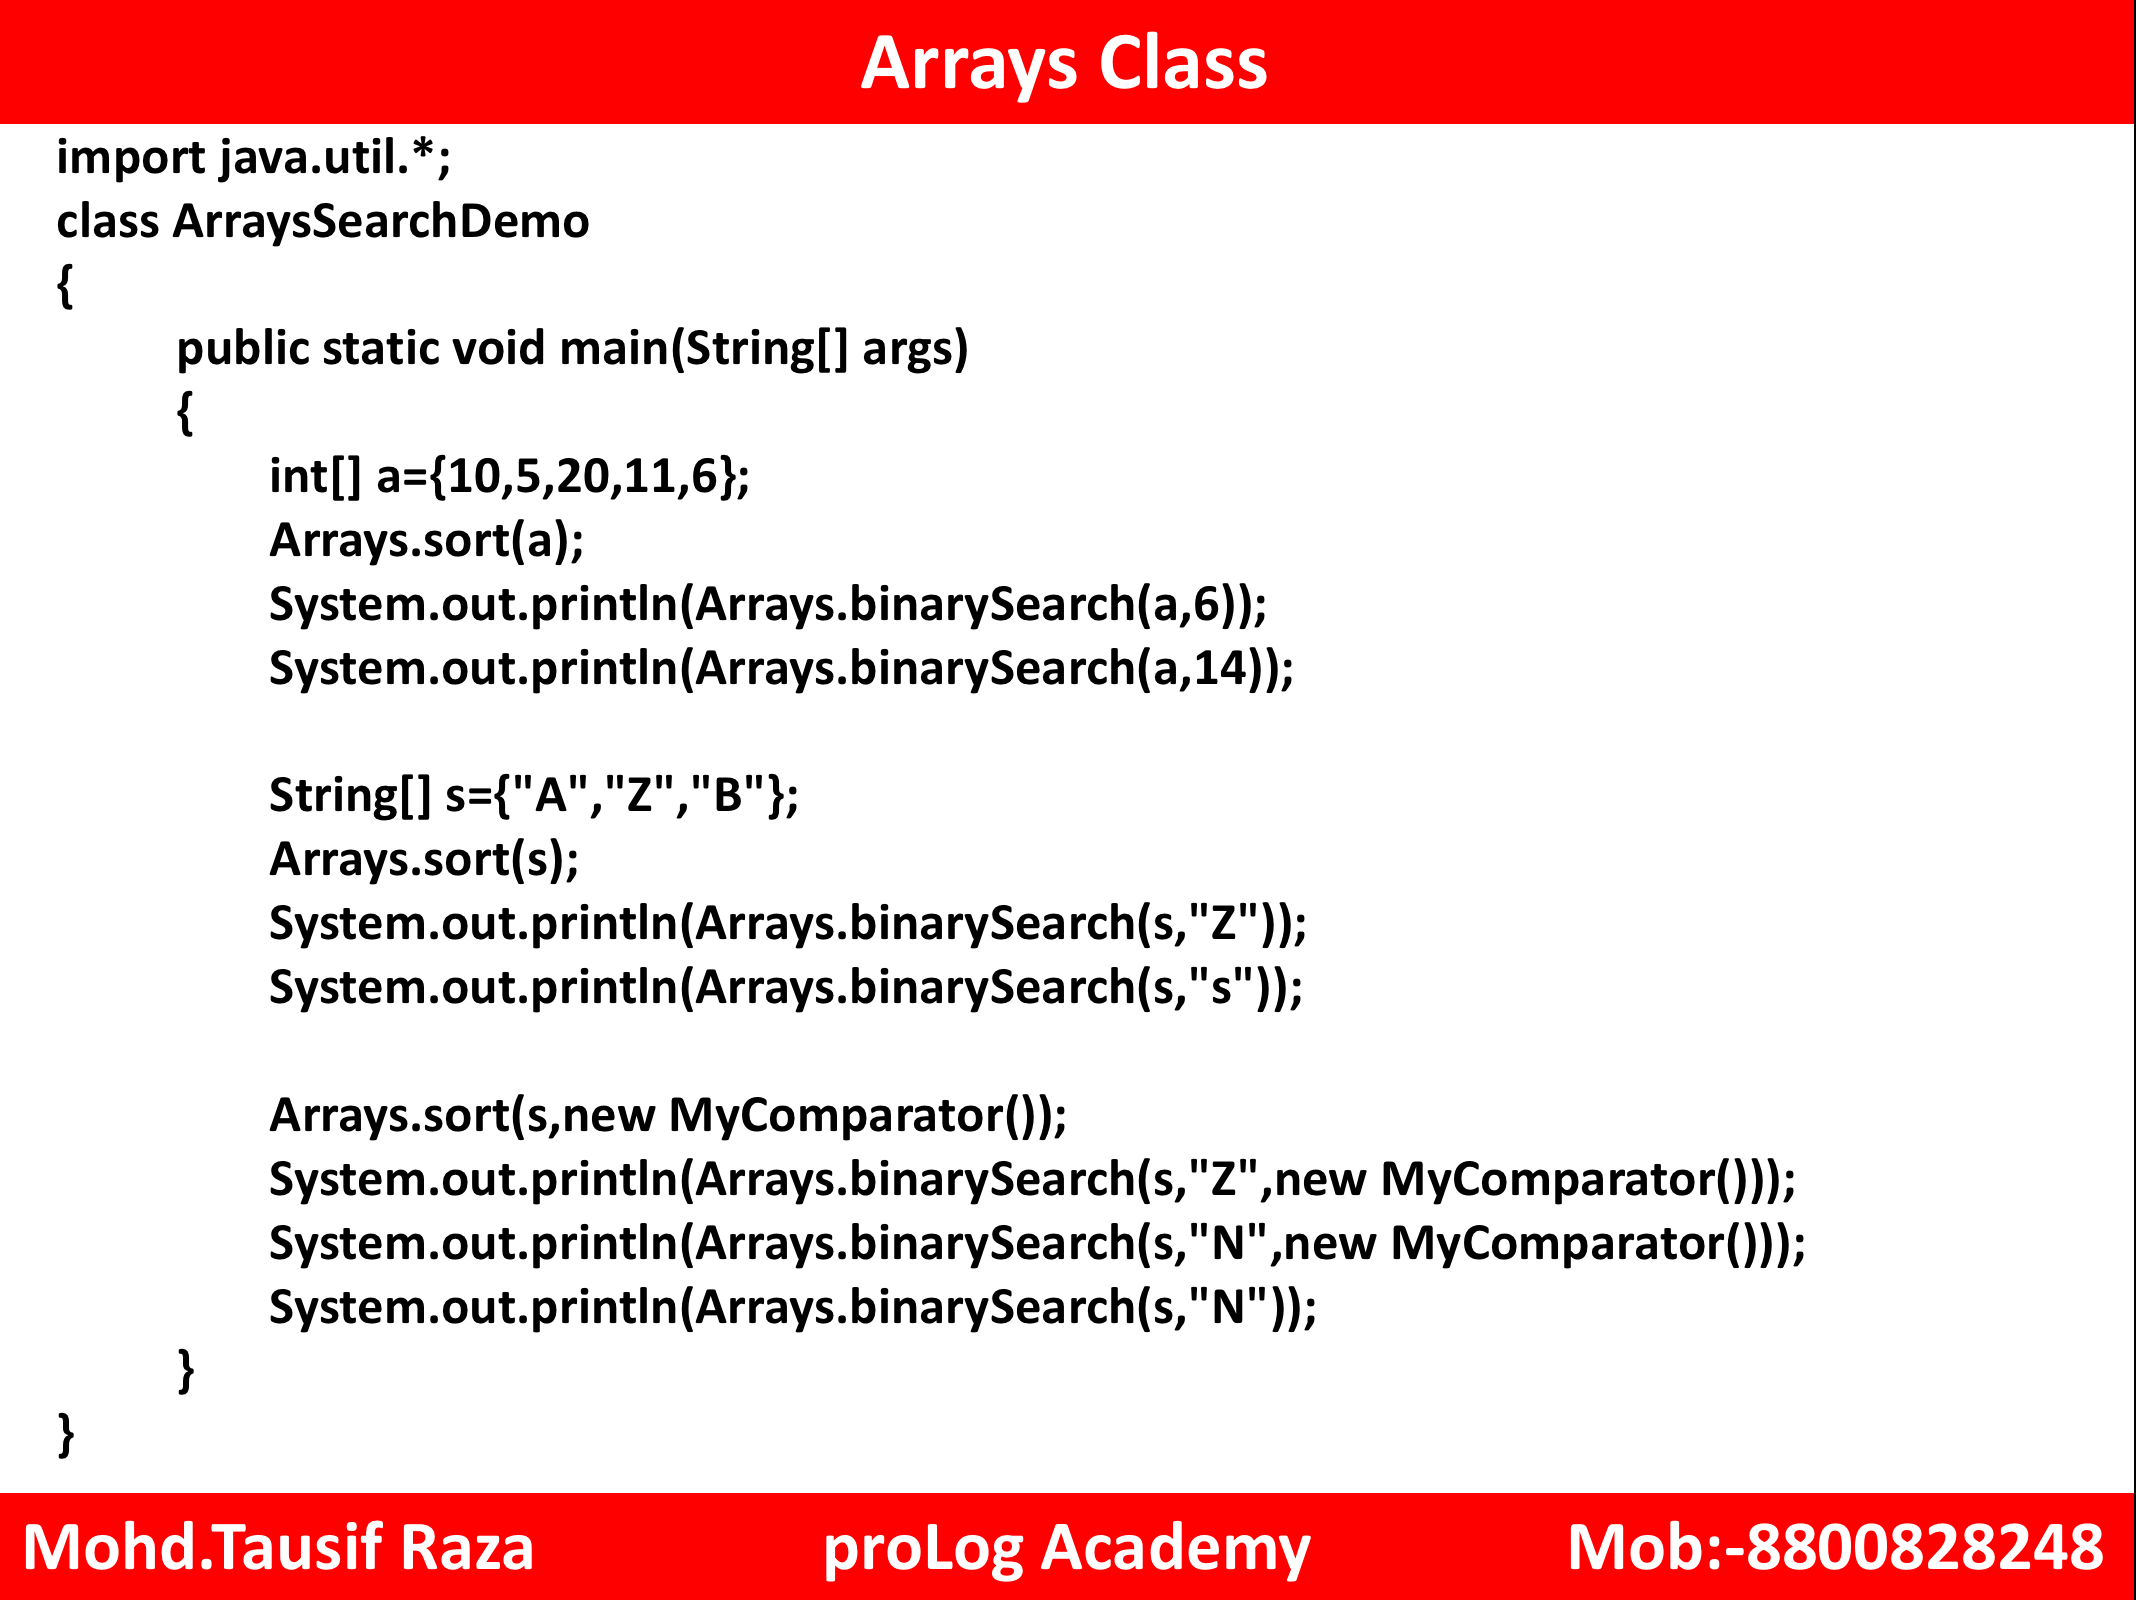 Arrays Class
import java.util.*;
class ArraysSearchDemo
{
public static void main(String[] args)
{
int[] a={10,5,20,11,6};
Arrays.sort(a);
System.out.println(Arrays.binarySearch(a,6));
System.out.println(Arrays.binarySearch(a,14));
String[] s={"A","Z","B"};
Arrays.sort(s);
System.out.println(Arrays.binarySearch(s,"Z"));
System.out.println(Arrays.binarySearch(s,"s"));
Arrays.sort(s,new MyComparator());
System.out.println(Arrays.binarySearch(s,"Z",new MyComparator()));
System.out.println(Arrays.binarySearch(s,"N",new MyComparator()));
System.out.println(Arrays.binarySearch(s,"N"));
}
}
Mohd.Tausif Raza proLog Academy Mob:-8800828248